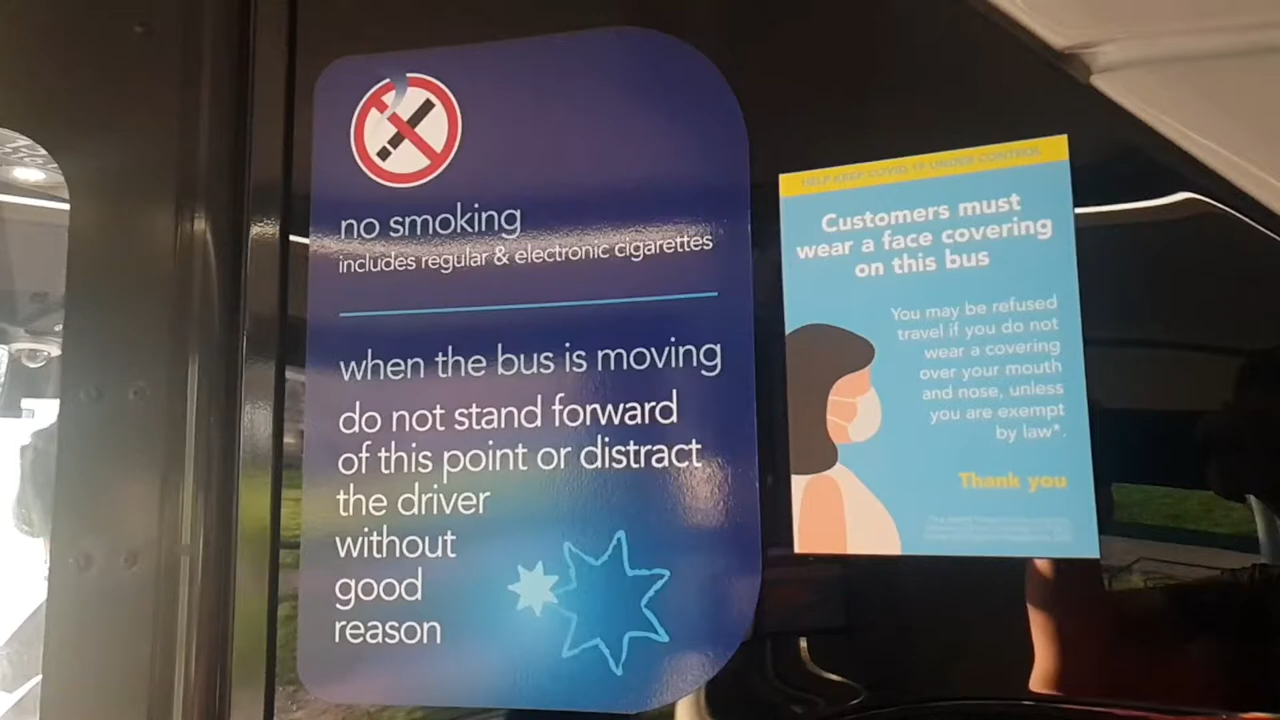 no smoking
includes regular & electronic cigarettes
when the bus is moving
do not stand forward
of this point or distract
the driver
without
good
reason
HELP KEEP COVID-19 UNDER CONTROL
Customers must
wear a face covering
on this bus
You may be refused
travel if you do not
wear a covering
over your mouth
and nose, unless
you are exempt
by law*.
Thank you